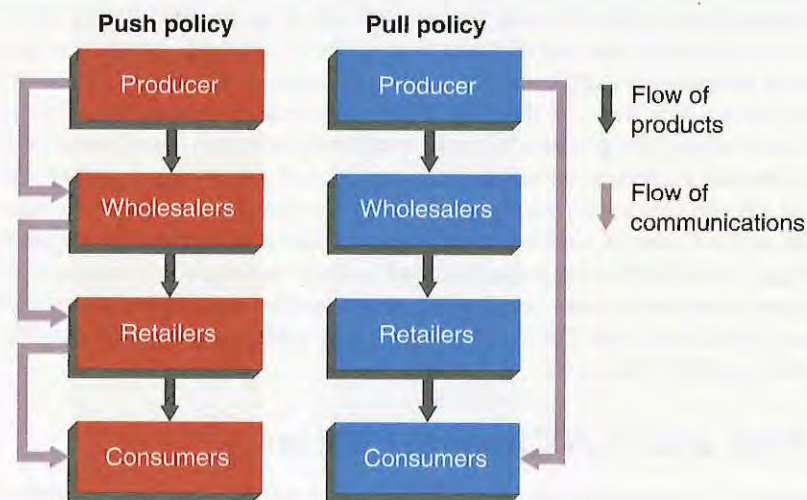 Push policy
Producer
Wholesalers
Retailers
Consumers
Pull policy
Producer
Wholesalers
Retailers
Consumers
Flow of
products
Flow of
communications